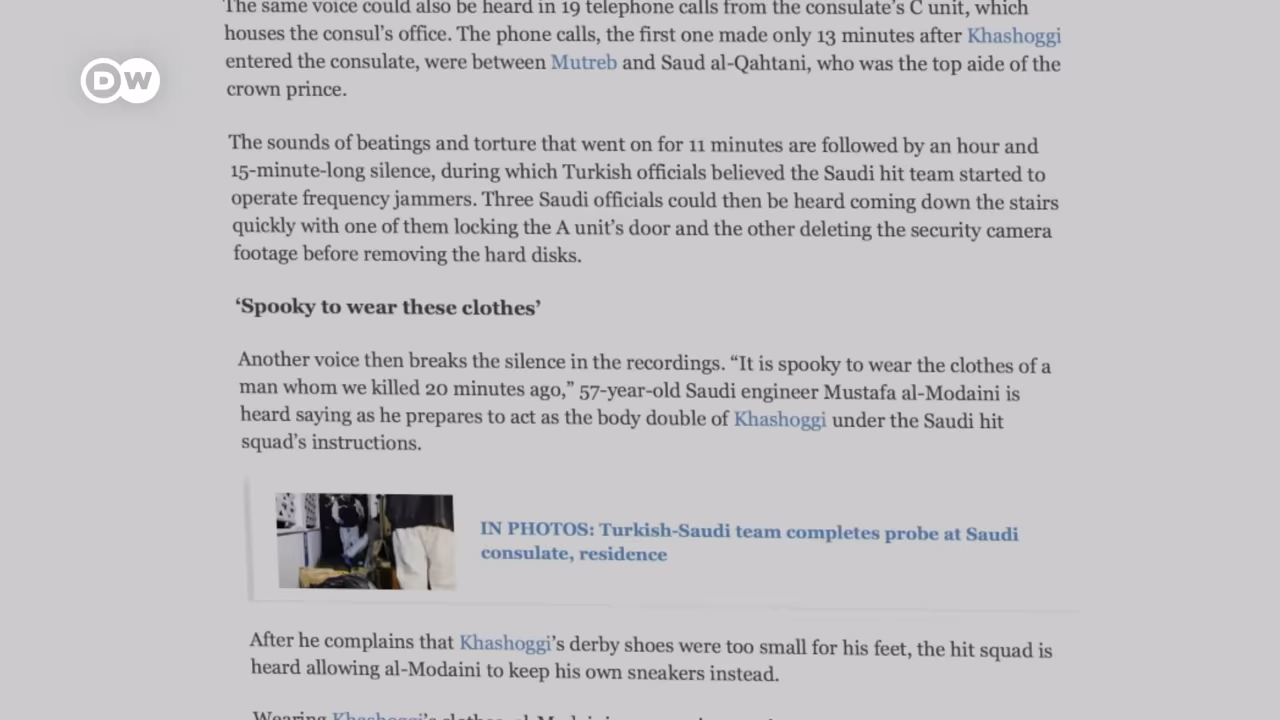 The same voice could also be heard in 19 telephone calls from the consulate's C unit, which
houses the consul's office. The phone calls, the first one made only 13 minutes after Khashoggi
entered the consulate, were between Mutreb and Saud al-Qahtani, who was the top aide of the
crown prince.
DW
The sounds of beatings and torture that went on for 11 minutes are followed by an hour and
15-minute-long silence, during which Turkish officials believed the Saudi hit team started to
operate frequency jammers. Three Saudi officials could then be heard coming down the stairs
quickly with one of them locking the A unit's door and the other deleting the security camera
footage before removing the hard disks.
‘Spooky to wear these clothes’
Another voice then breaks the silence in the recordings. “It is spooky to wear the clothes of a
man whom we killed 20 minutes ago,” 57-year-old Saudi engineer Mustafa al-Modaini is
heard saying as he prepares to act as the body double of Khashoggi under the Saudi hit
squad's instructions.
IN PHOTOS: Turkish-Saudi team completes probe at Saudi
consulate, residence
After he complains that Khashoggi's derby shoes were too small for his feet, the hit squad is
heard allowing al-Modaini to keep his own sneakers instead.
Wearing Khashoggi's clothes, al-Modaini